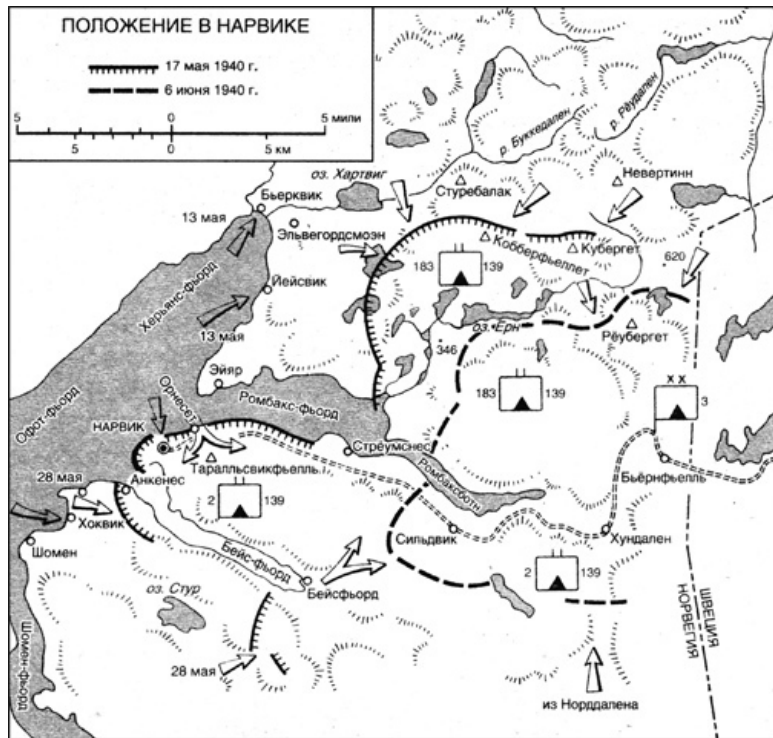 ПОЛОЖЕНИЕ В НАРВИКЕ
17 мая 1940 г.
6 июня 1940 г.
5 0 5 МИЛИ
5 0 5 КМ
р. Буккедален
р. Рёудален
оз. Хартвиг
Стуребалак
Невертинн
Бьерквик
13 мая
Эльвегордсмоэн
Кобберфьеллет
Кубергет
620
183 139
Херьянс-фьорд
Йейсвик
13 мая
оз. Ерн
Рёубергет
346
Эйяр
183 139
X X
3
Офот-фьорд
Орнесет
Ромбакс-фьорд
НАРВИК
Стрёумснес
Бьёрнфьелль
Тараллъсвикфьелль
28 мая
Анкенес
2 139
Ромбаксботн
Хоквик
Сильдвик
Хундален
Шомен
Бейс-фьорд
Бейсфьорд
2 139
оз. Стур
ШВЕЦИЯ
НОРВЕГИЯ
Шомен-фьорд
28 мая
из Норддалена